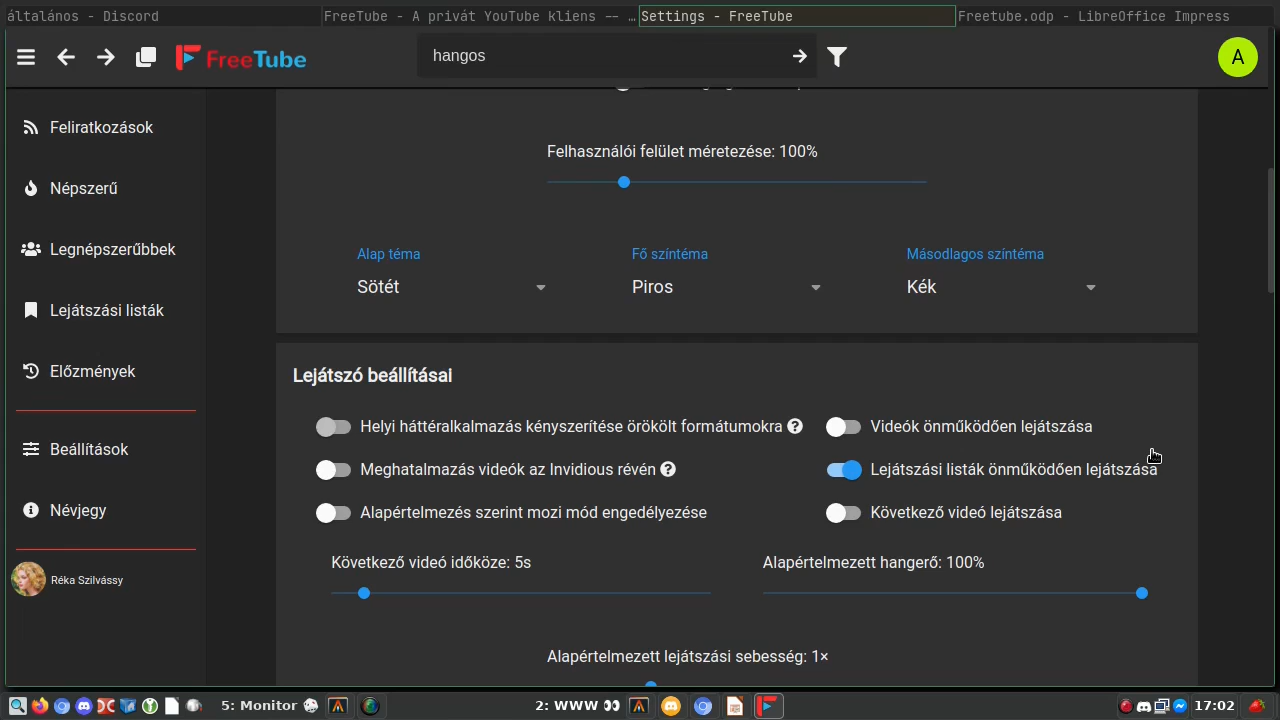 általános - Discord
FreeTube - A privát YouTube kliens -- …
Settings - FreeTube
Freetube.odp - LibreOffice Impress
FreeTube
hangos
A
Feliratkozások
Népszerű
Legnépszerűbbek
Lejátszási listák
Előzmények
Beállítások
Névjegy
Réka Szilvássy
Felhasználói felület méretezése: 100%
Alap téma
Sötét
Fő színtéma
Piros
Másodlagos színtéma
Kék
Lejátszó beállításai
Helyi háttéralkalmazás kényszerítése örökölt formátumokra ?
Videók önműködően lejátszása
Meghatalmazás videók az Invidious révén ?
Lejátszási listák önműködően lejátszása
Alapértelmezés szerint mozi mód engedélyezése
Következő videó lejátszása
Következő videó időköze: 5s
Alapértelmezett hangerő: 100%
Alapértelmezett lejátszási sebesség: 1×
5: Monitor
2: WWW
17:02